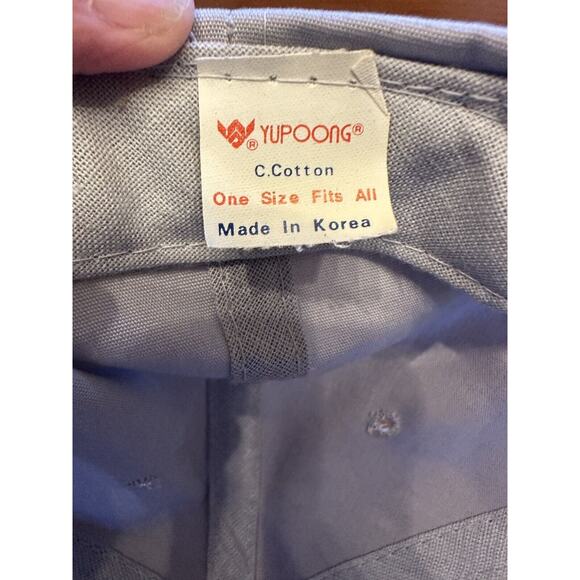 ® YUPOONG®
C.Cotton
One Size Fits All
Made In Korea